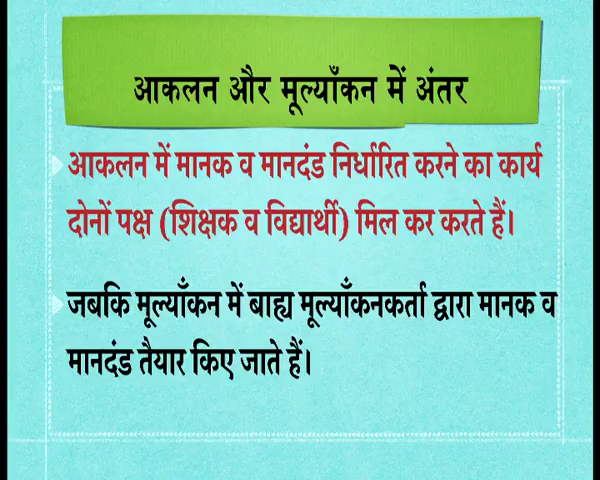 आकलन और मूल्याँकन में अंतर
आकलन में मानक व मानदंड निर्धारित करने का कार्य
दोनों पक्ष (शिक्षक व विद्यार्थी) मिल कर करते हैं।
जबकि मूल्याँकन में बाह्य मूल्याँकनकर्ता द्वारा मानक व
मानदंड तैयार किए जाते हैं।